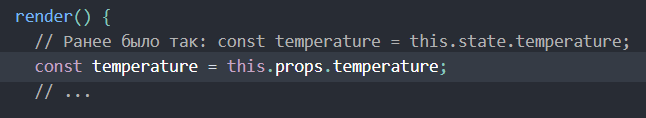 render() {
// Ранее было так: const temperature = this.state.temperature;
const temperature = this.props.temperature;
// ...